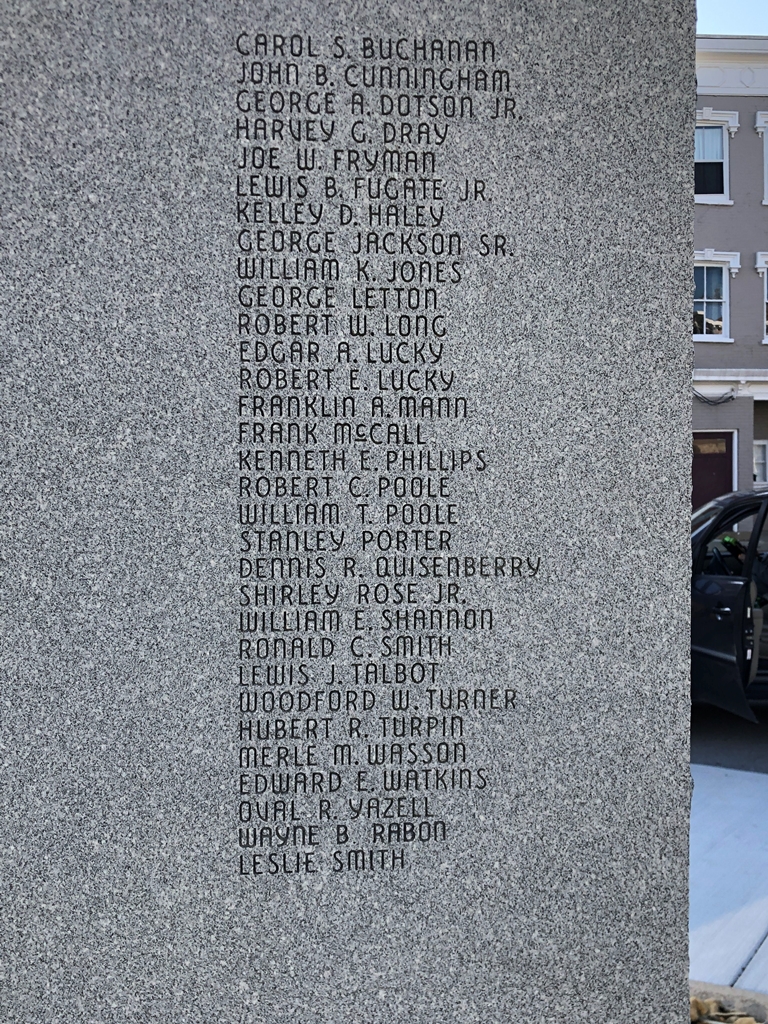 CAROL S. BUCHANAN
JOHN B. CUNNINGHAM
GEORGE A. DOTSON JR.
HARVEY G. DRAY
JOE W. FRYMAN
LEWIS B. FUGATE JR.
KELLEY D. HALEY
GEORGE JACKSON SR.
WILLIAM K. JONES
GEORGE LETTON
ROBERT W. LONG
EDGAR A. LUCKY
ROBERT E. LUCKY
FRANKLIN A. MANN
FRANK McCALL
KENNETH E. PHILLIPS
ROBERT C. POOLE
WILLIAM T. POOLE
STANLEY PORTER
DENNIS R. QUISENBERRY
SHIRLEY ROSE JR.
WILLIAM E. SHANNON
RONALD C. SMITH
LEWIS J. TALBOT
WOODFORD W. TURNER
HUBERT R. TURPIN
MERLE M. WASSON
EDWARD E. WATKINS
OVAL R. YAZELL
WAYNE B RABON
LESLIE SMITH